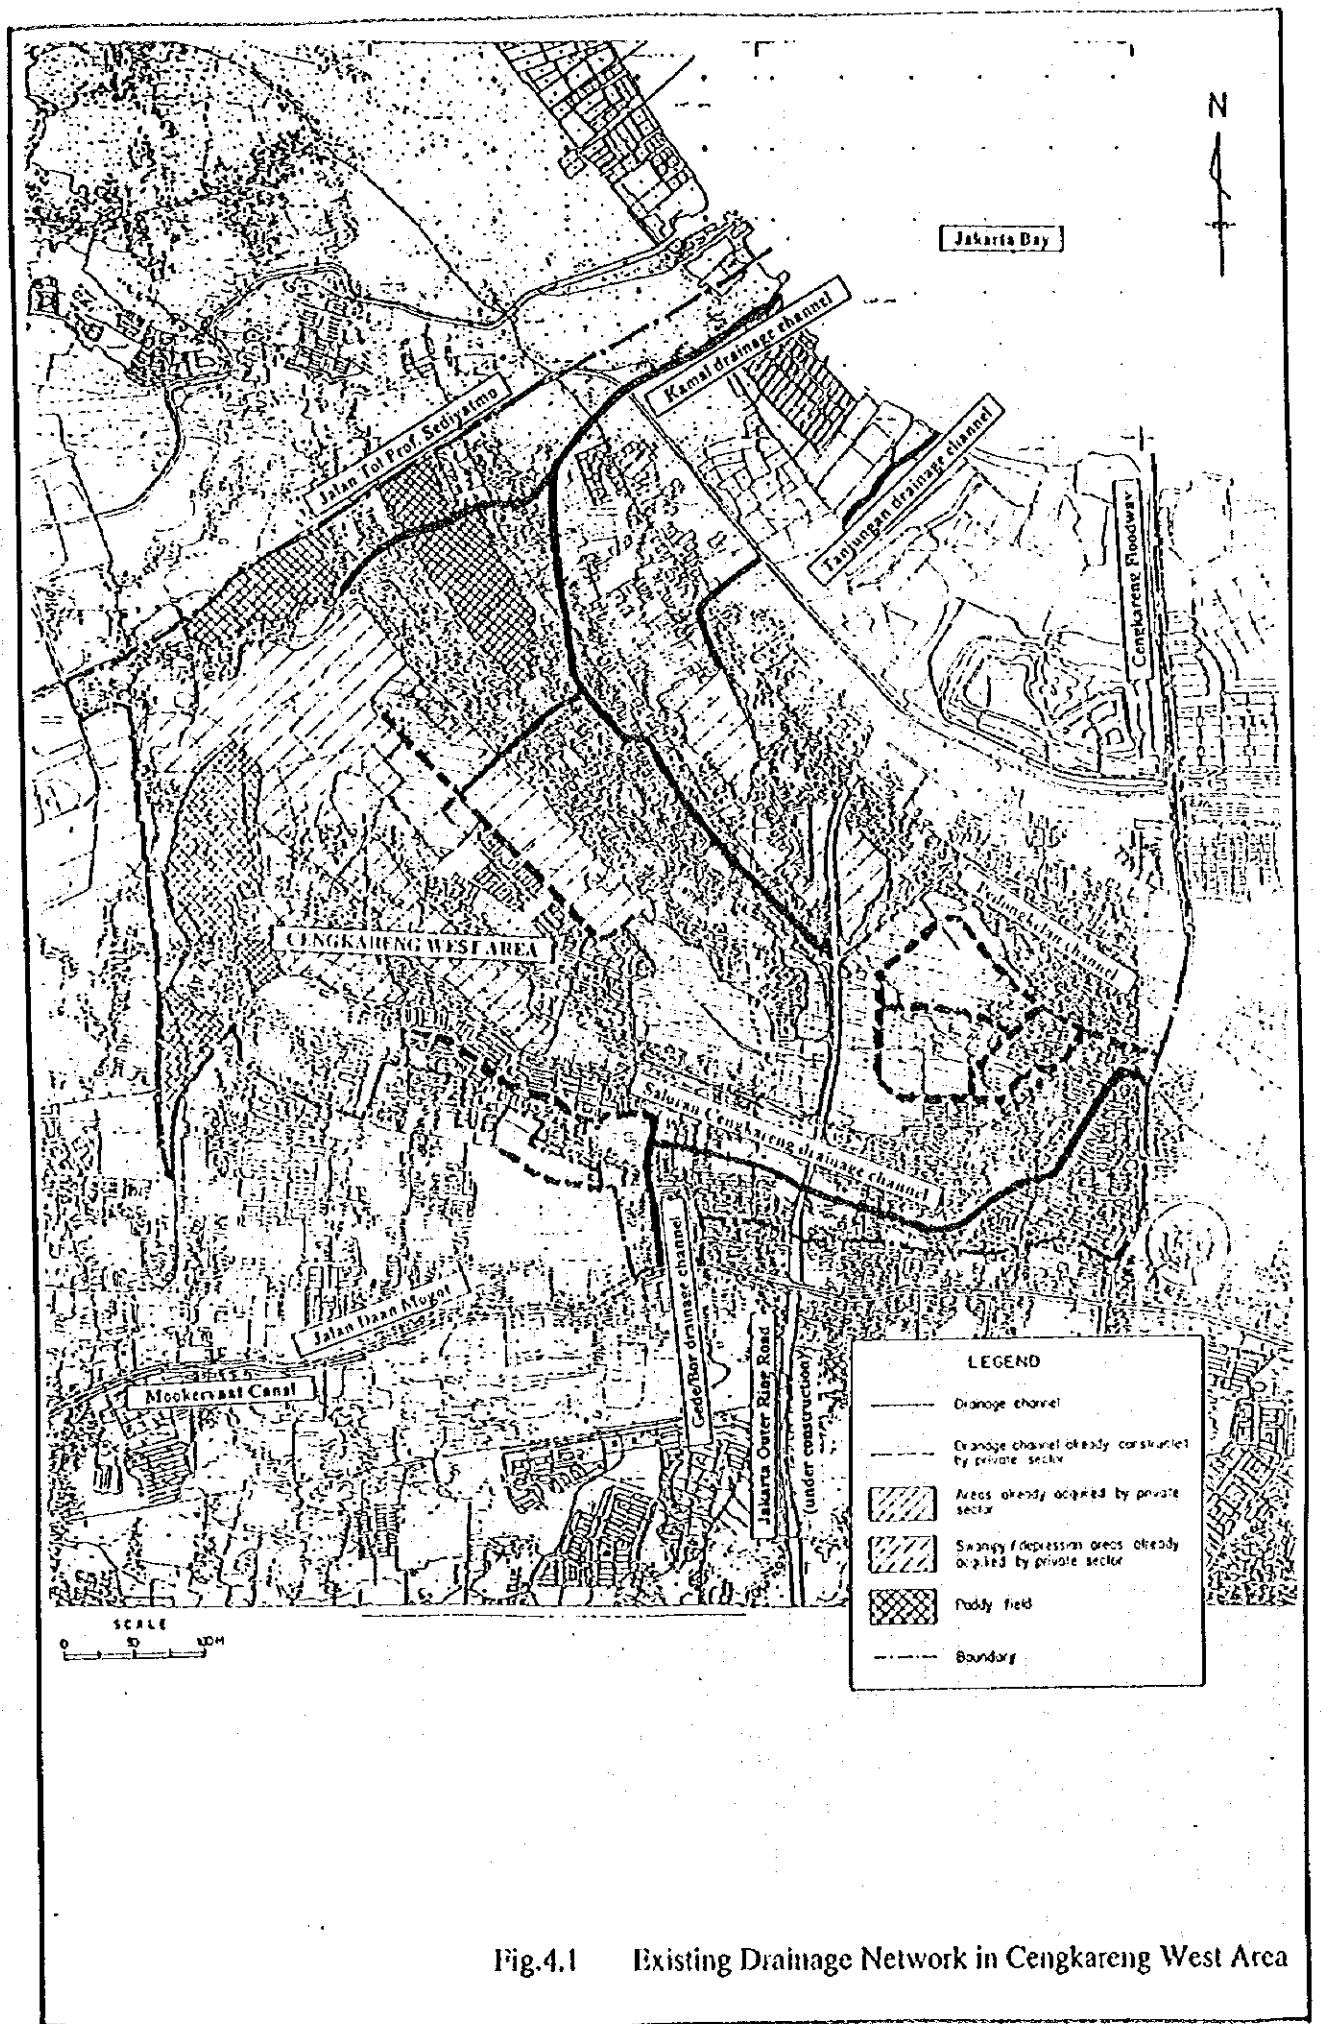 N
Jakarta Bay
Kamal drainage channel
Jalan Tol Prof. Sediyatmo
Tanjungan drainage channel
Cengkareng Floodway
Pedongkelan channel
CENGKARENG WEST AREA
Saluran Cengkareng drainage channel
Gede/Bor drainage channel
Jalan Daan Mogot
Mookervaat Canal
Jakarta Outer Ring Road
(under construction)
LEGEND
Drainage channel
Drainage channel already constructed
by private sector
Areas already acquired by private
sector
Swampy/depression areas already
acquired by private sector
Paddy field
Boundary
SCALE
0 50 100M
Fig.4.1 Existing Drainage Network in Cengkareng West Area